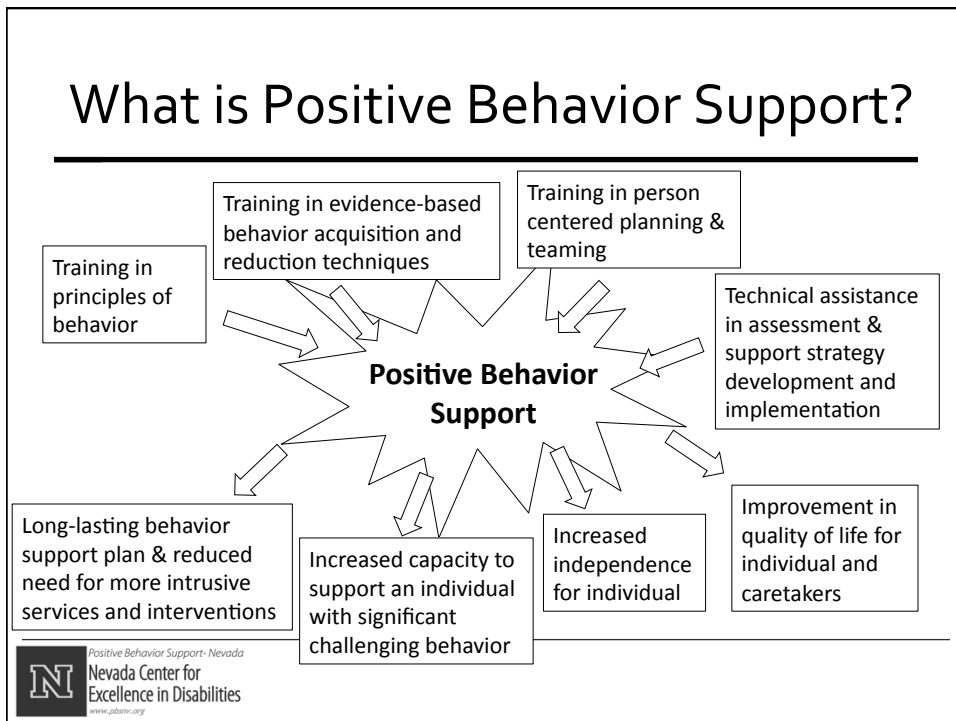 What is Positive Behavior Support?
Training in evidence-based
behavior acquisition and
reduction techniques
Training in person
centered planning &
teaming
Training in
principles of
behavior
Technical assistance
in assessment &
support strategy
development and
implementation
Positive Behavior
Support
Long-lasting behavior
support plan & reduced
need for more intrusive
services and interventions
Increased capacity to
support an individual
with significant
challenging behavior
Increased
independence
for individual
Improvement in
quality of life for
individual and
caretakers
N
Positive Behavior Support- Nevada
Nevada Center for
Excellence in Disabilities
www.pbsnv.org